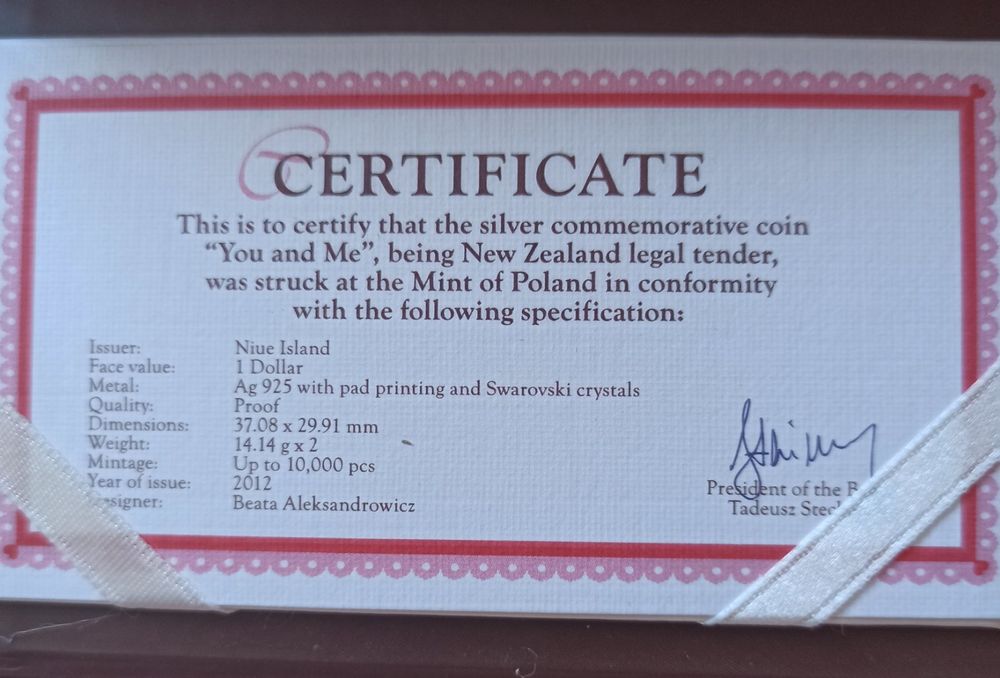 CERTIFICATE
This is to certify that the silver commemorative coin
“You and Me”, being New Zealand legal tender,
was struck at the Mint of Poland in conformity
with the following specification:
Issuer: Niue Island
Face value: 1 Dollar
Metal: Ag 925 with pad printing and Swarovski crystals
Quality: Proof
Dimensions: 37.08 x 29.91 mm
Weight: 14.14 g x 2
Mintage: Up to 10,000 pcs
Year of issue: 2012
signer: Beata Aleksandrowicz
President of the
Tadeusz